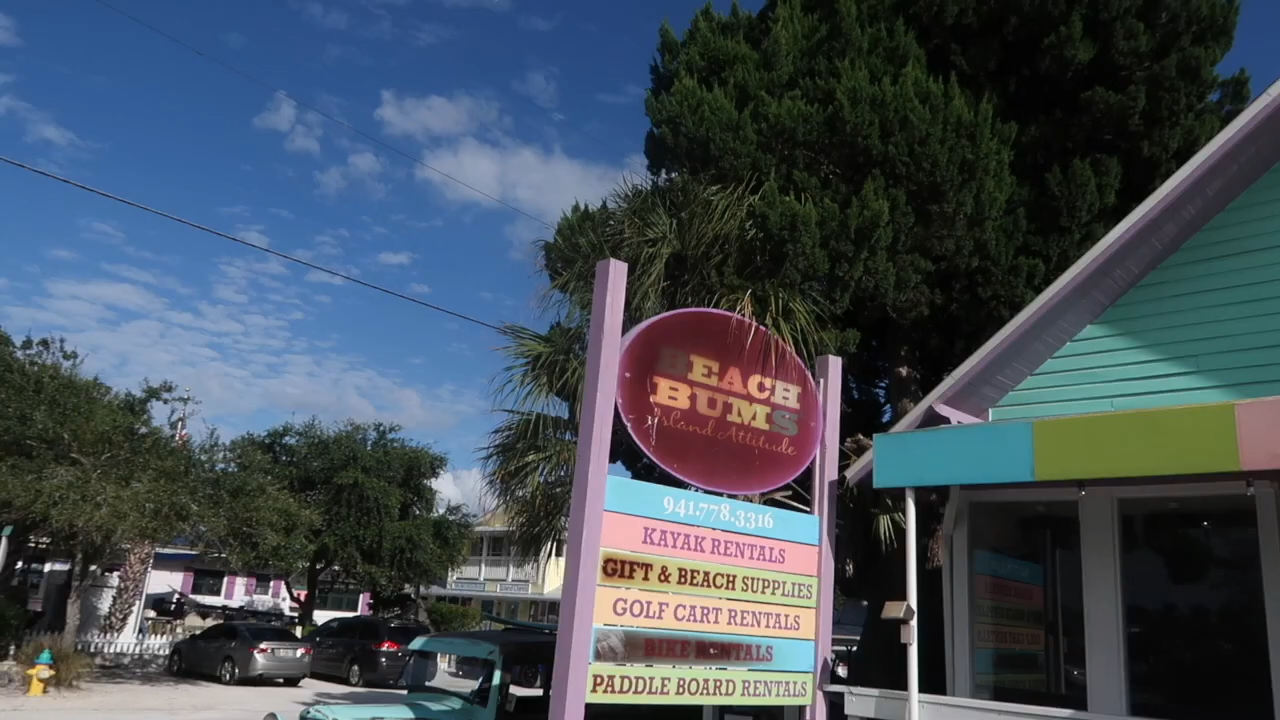 BEACH
BUMS
Island Attitude
941.778.3316
KAYAK RENTALS
GIFT & BEACH SUPPLIES
GOLF CART RENTALS
BIKE RENTALS
PADDLE BOARD RENTALS